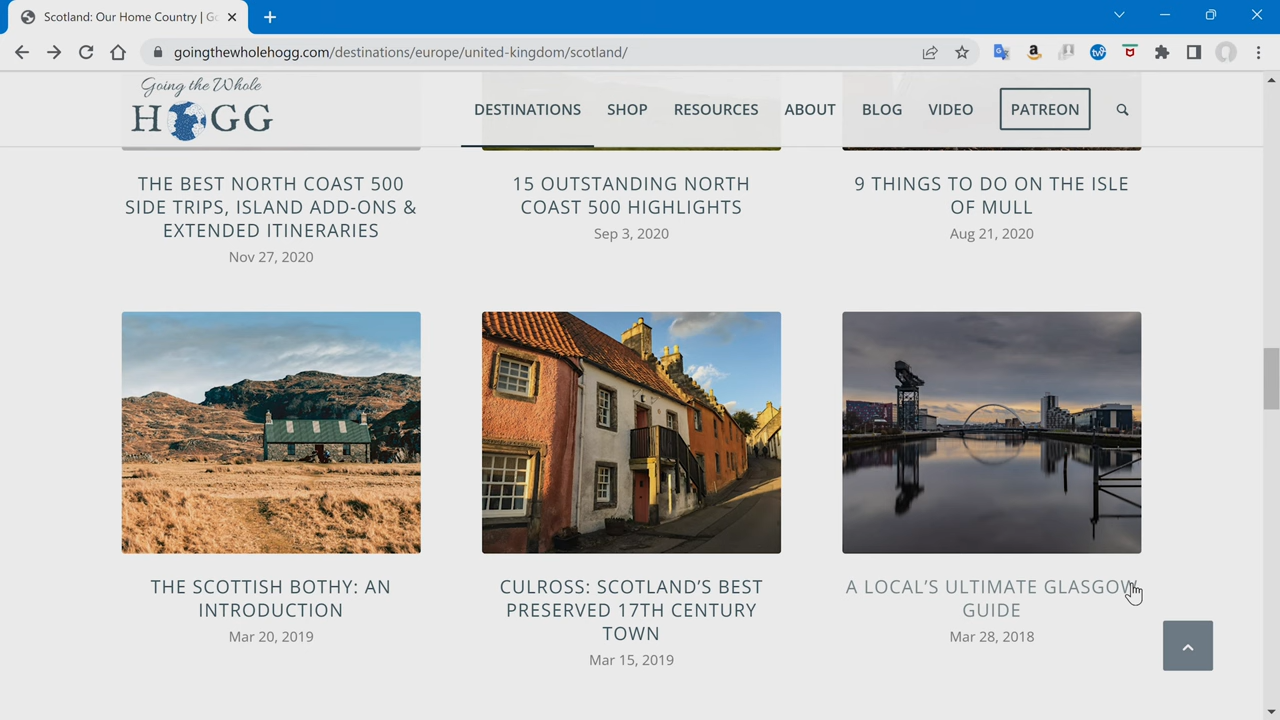 Scotland: Our Home Country | Go
goingthewholehogg.com/destinations/europe/united-kingdom/scotland/
Going the Whole
HOGG
DESTINATIONS SHOP RESOURCES ABOUT BLOG VIDEO PATREON
THE BEST NORTH COAST 500
SIDE TRIPS, ISLAND ADD-ONS &
EXTENDED ITINERARIES
Nov 27, 2020
15 OUTSTANDING NORTH
COAST 500 HIGHLIGHTS
Sep 3, 2020
9 THINGS TO DO ON THE ISLE
OF MULL
Aug 21, 2020
THE SCOTTISH BOTHY: AN
INTRODUCTION
Mar 20, 2019
CULROSS: SCOTLAND'S BEST
PRESERVED 17TH CENTURY
TOWN
Mar 15, 2019
A LOCAL'S ULTIMATE GLASGOW
GUIDE
Mar 28, 2018